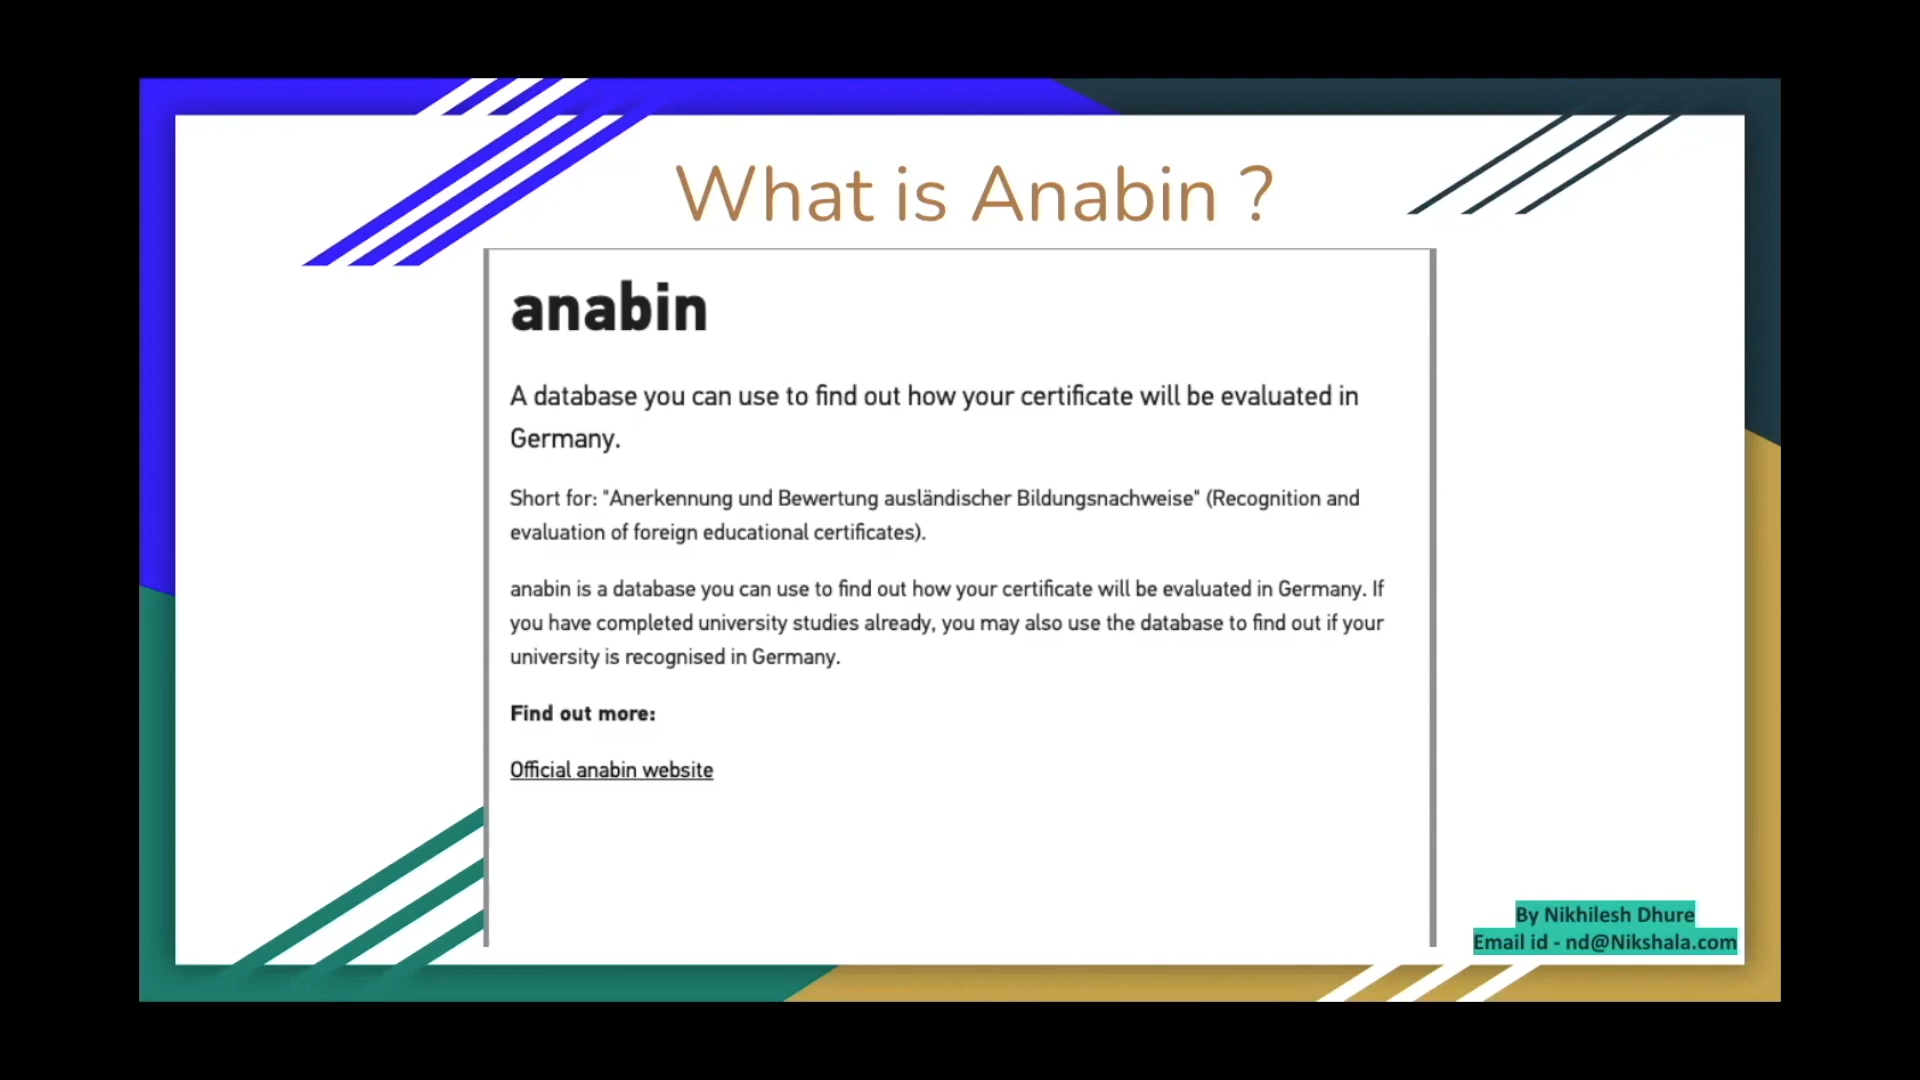 What is Anabin ?
anabin
A database you can use to find out how your certificate will be evaluated in
Germany.
Short for: "Anerkennung und Bewertung ausländischer Bildungsnachweise" (Recognition and
evaluation of foreign educational certificates).
anabin is a database you can use to find out how your certificate will be evaluated in Germany. If
you have completed university studies already, you may also use the database to find out if your
university is recognised in Germany.
Find out more:
Official anabin website
By Nikhilesh Dhure
Email id - nd@Nikshala.com